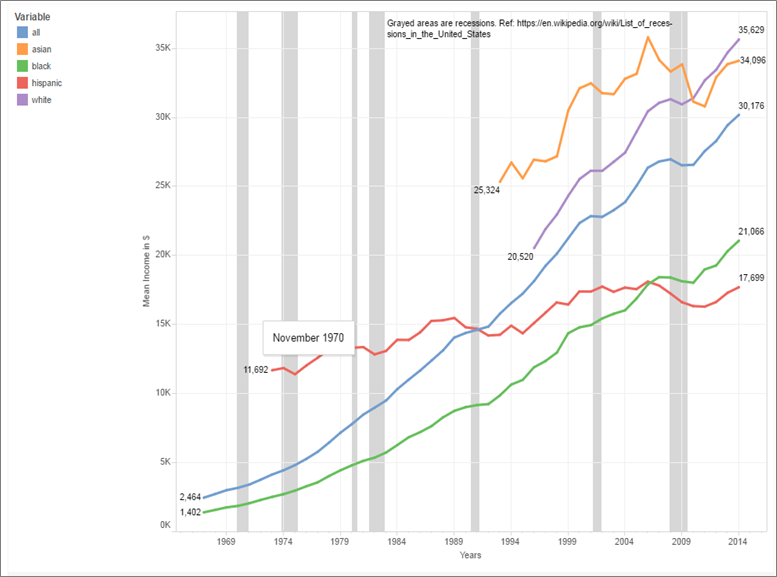 Variable
all
asian
black
hispanic
white
Grayed areas are recessions. Ref: https://en.wikipedia.org/wiki/List_of_reces-
sions_in_the_United_States
35,629
34,096
30,176
21,066
17,699
25,324
20,520
November 1970
11,692
2,464
1,402
Mean Income in $
35K
30K
25K
20K
15K
10K
5K
0K
1969
1974
1979
1984
1989
1994
1999
2004
2009
2014
Years